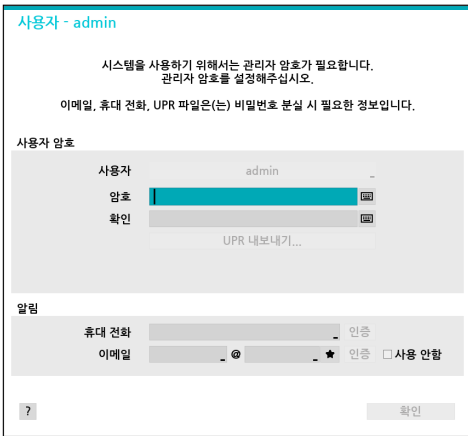 사용자 - admin
시스템을 사용하기 위해서는 관리자 암호가 필요합니다.
관리자 암호를 설정해주십시오.
이메일, 휴대 전화, UPR 파일은(는) 비밀번호 분실 시 필요한 정보입니다.
사용자 암호
사용자 admin
암호
확인
UPR 내보내기...
알림
휴대 전화 인증
이메일 @ 인증 사용 안함
? 확인